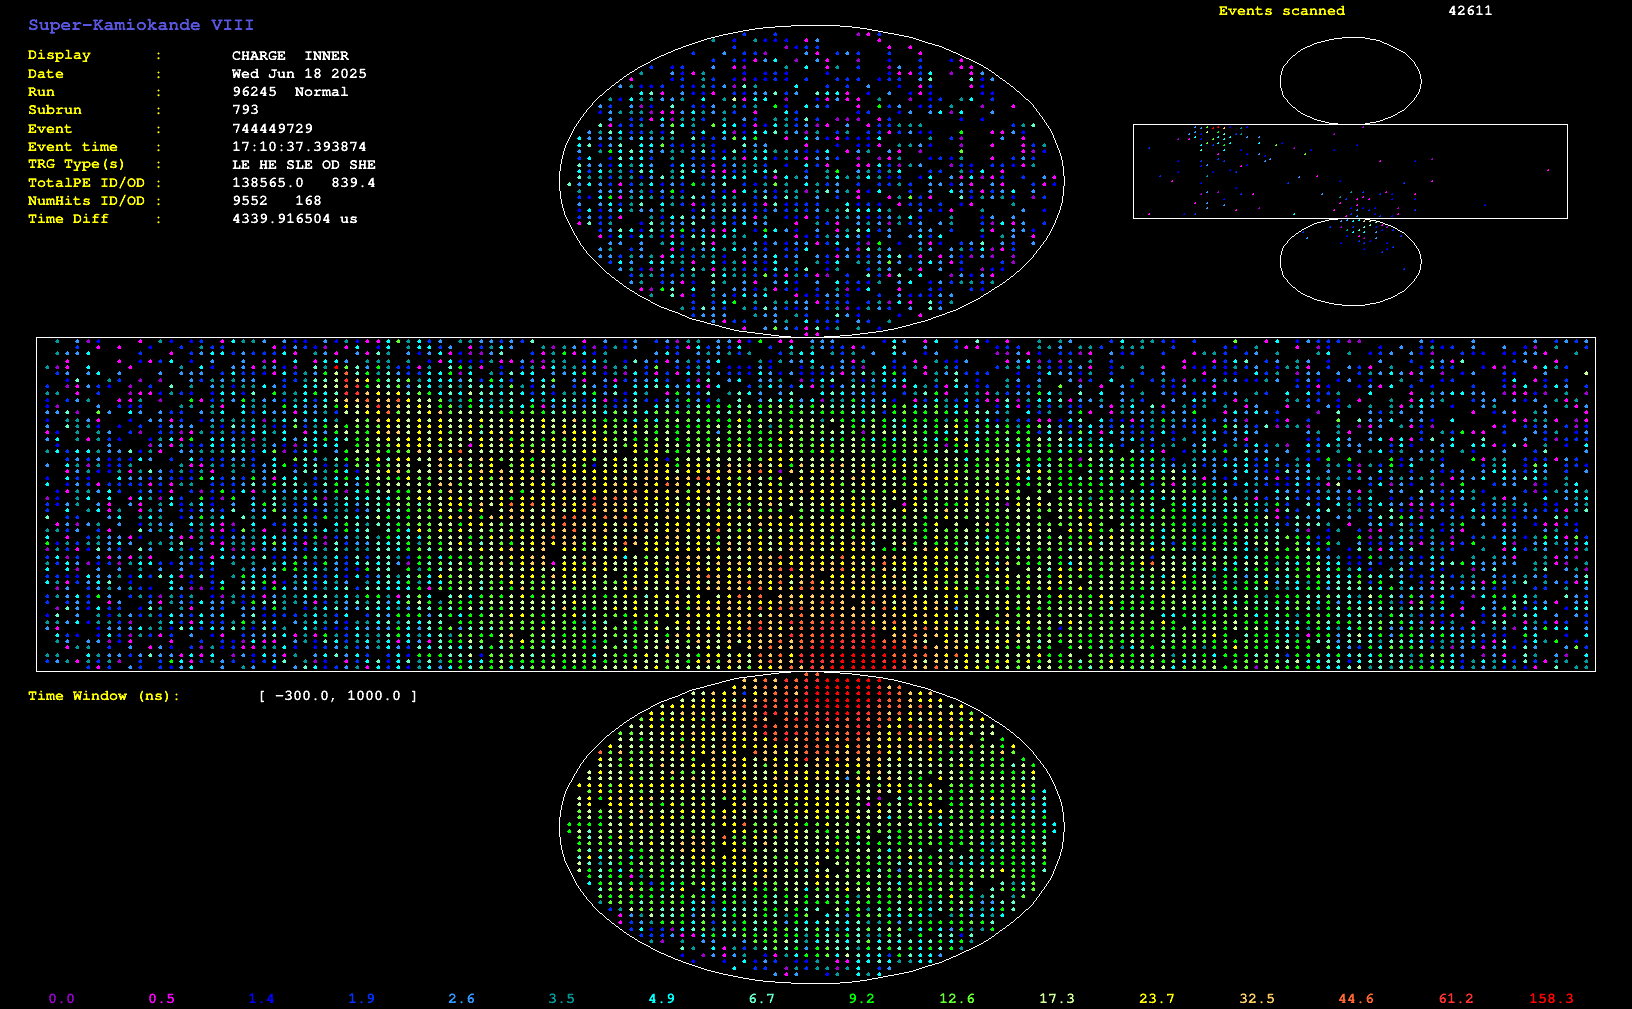 Super-Kamiokande VIII
Events scanned 42611
Display : CHARGE INNER
Date : Wed Jun 18 2025
Run : 96245 Normal
Subrun : 793
Event : 744449729
Event time : 17:10:37.393874
TRG Type(s) : LE HE SLE OD SHE
TotalPE ID/OD : 138565.0 839.4
NumHits ID/OD : 9552 168
Time Diff : 4339.916504 us
Time Window (ns): [ -300.0, 1000.0 ]
0.0 0.5 1.4 1.9 2.6 3.5 4.9 6.7 9.2 12.6 17.3 23.7 32.5 44.6 61.2 158.3